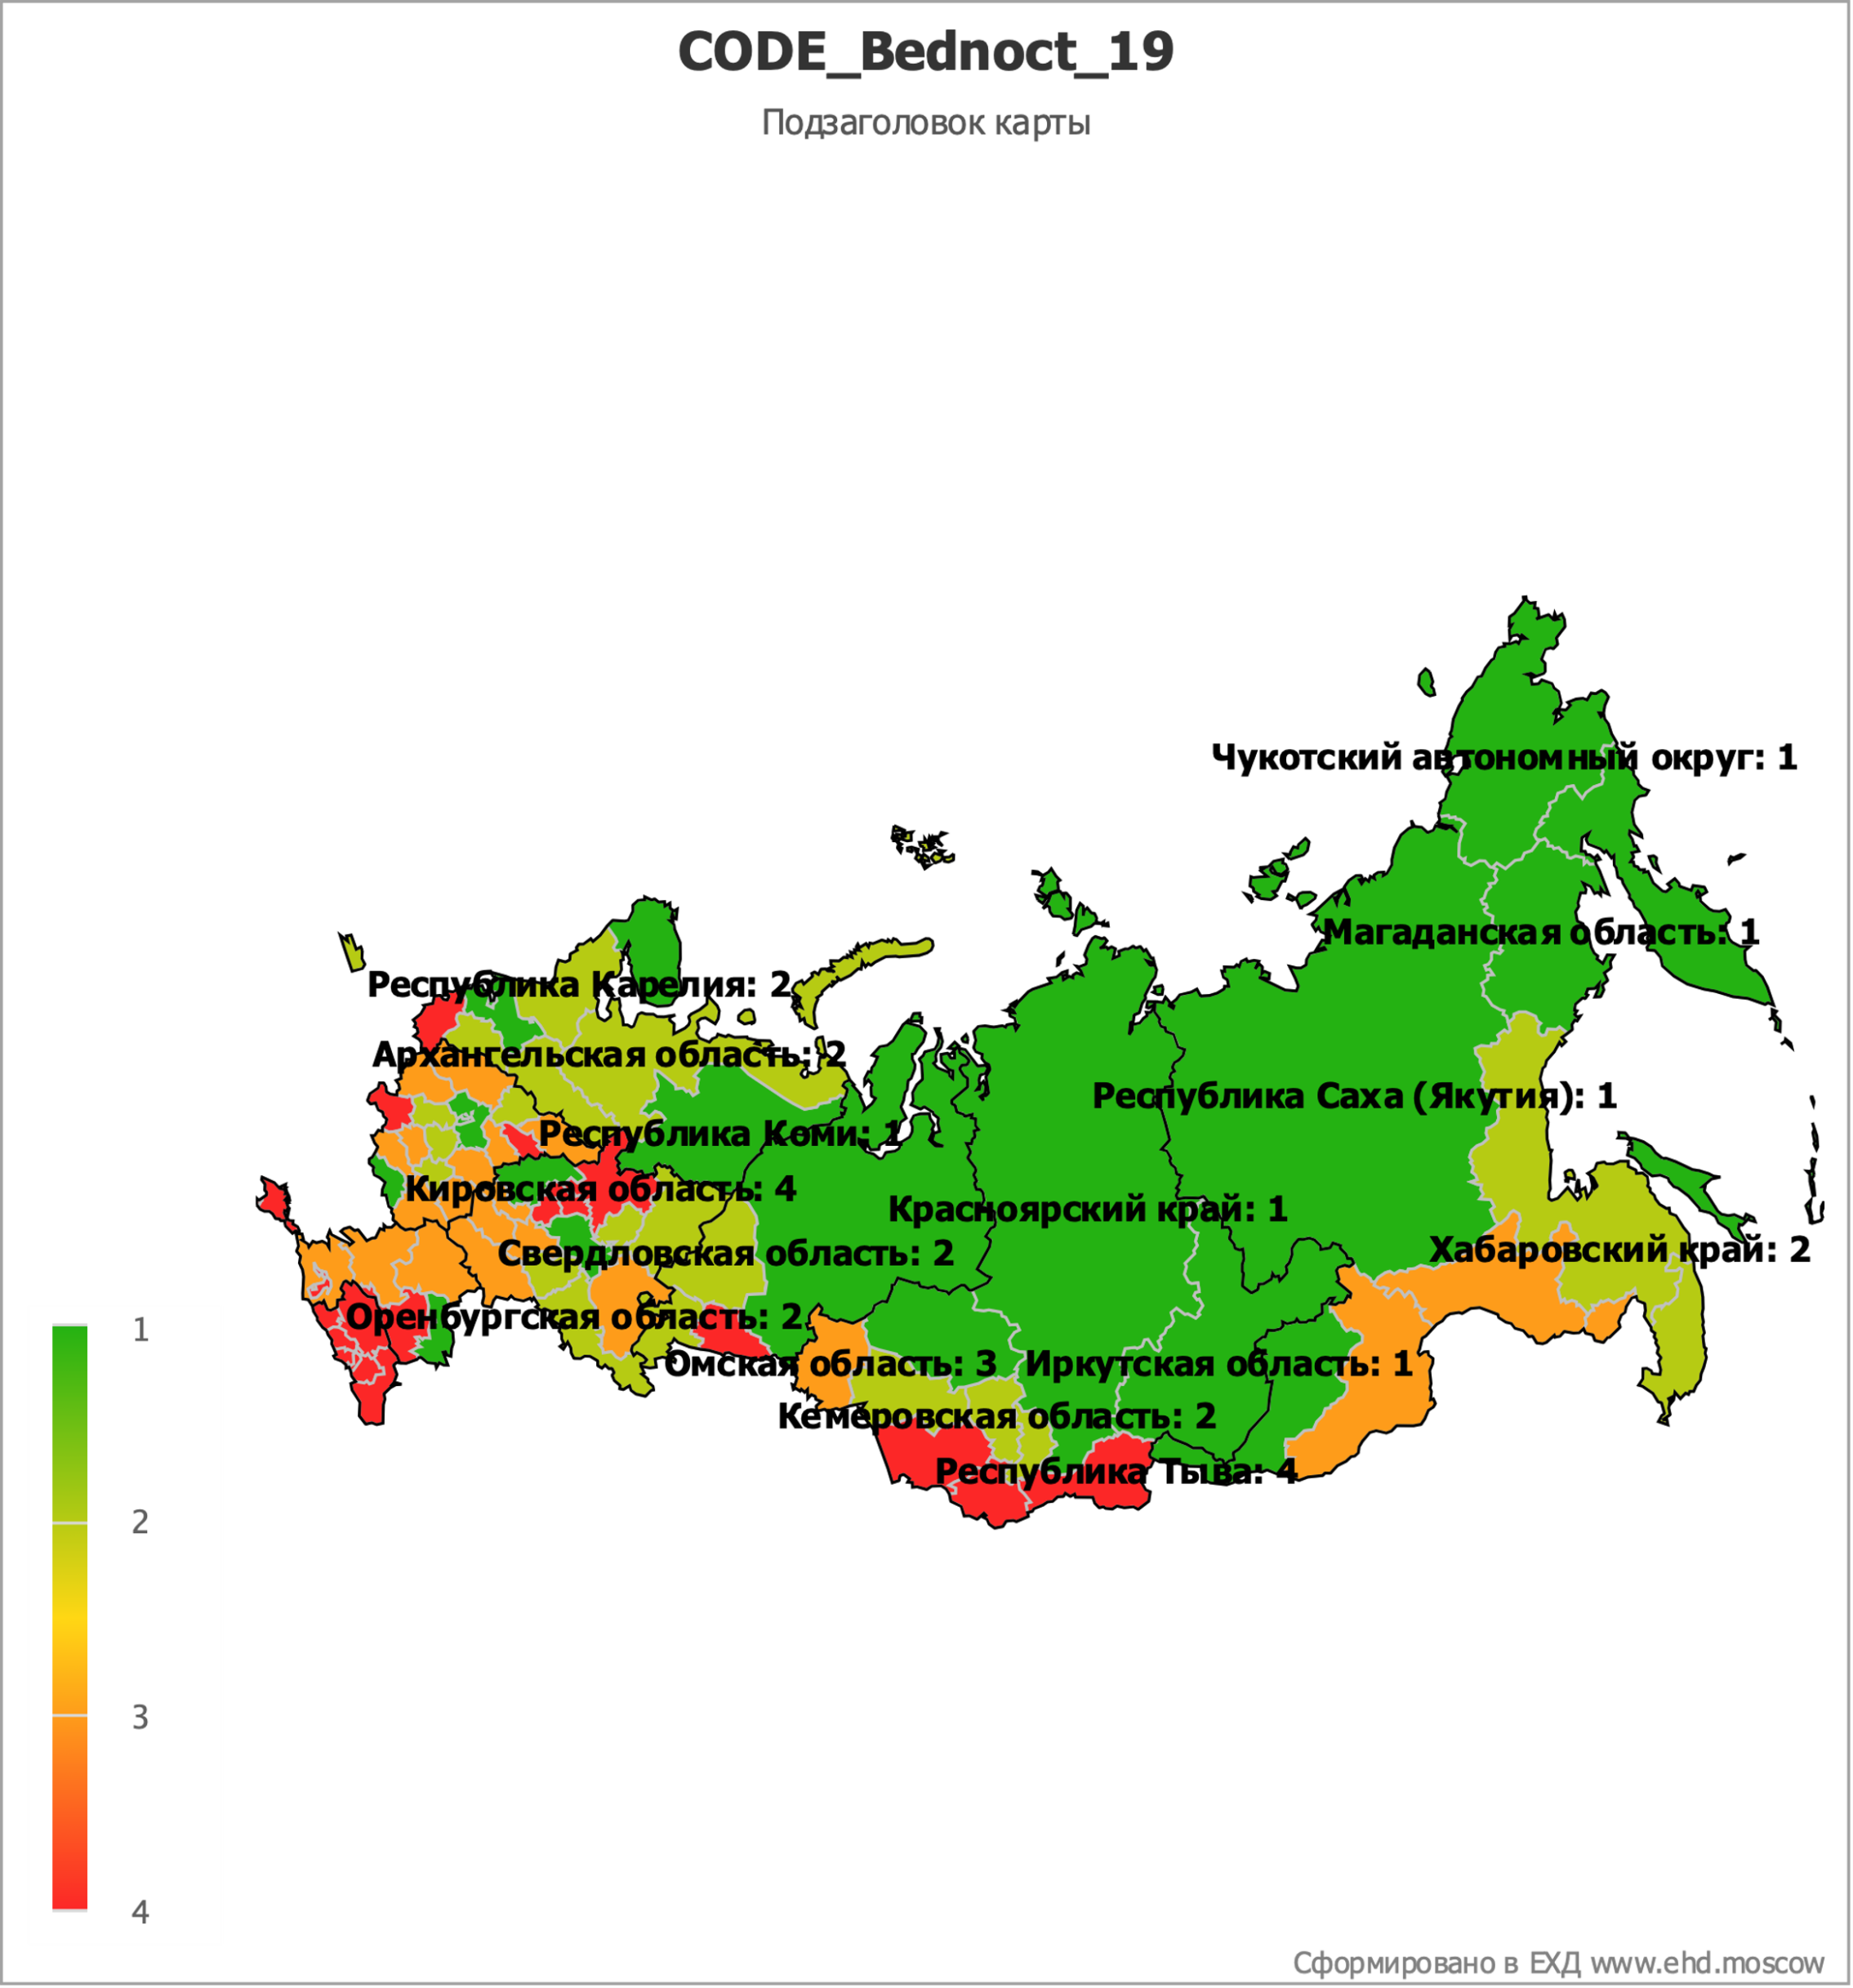 CODE_Bednoct_19
Подзаголовок карты
Чукотский автономный округ: 1
Магаданская область: 1
Республика Карелия: 2
Архангельская область: 2
Республика Саха (Якутия): 1
Республика Коми: 1
Кировская область: 4
Красноярский край: 1
Хабаровский край: 2
Свердловская область: 2
Оренбургская область: 2
Омская область: 3
Иркутская область: 1
Кемеровская область: 2
Республика Тыва: 4
1
2
3
4
Сформировано в ЕХД www.ehd.moscow